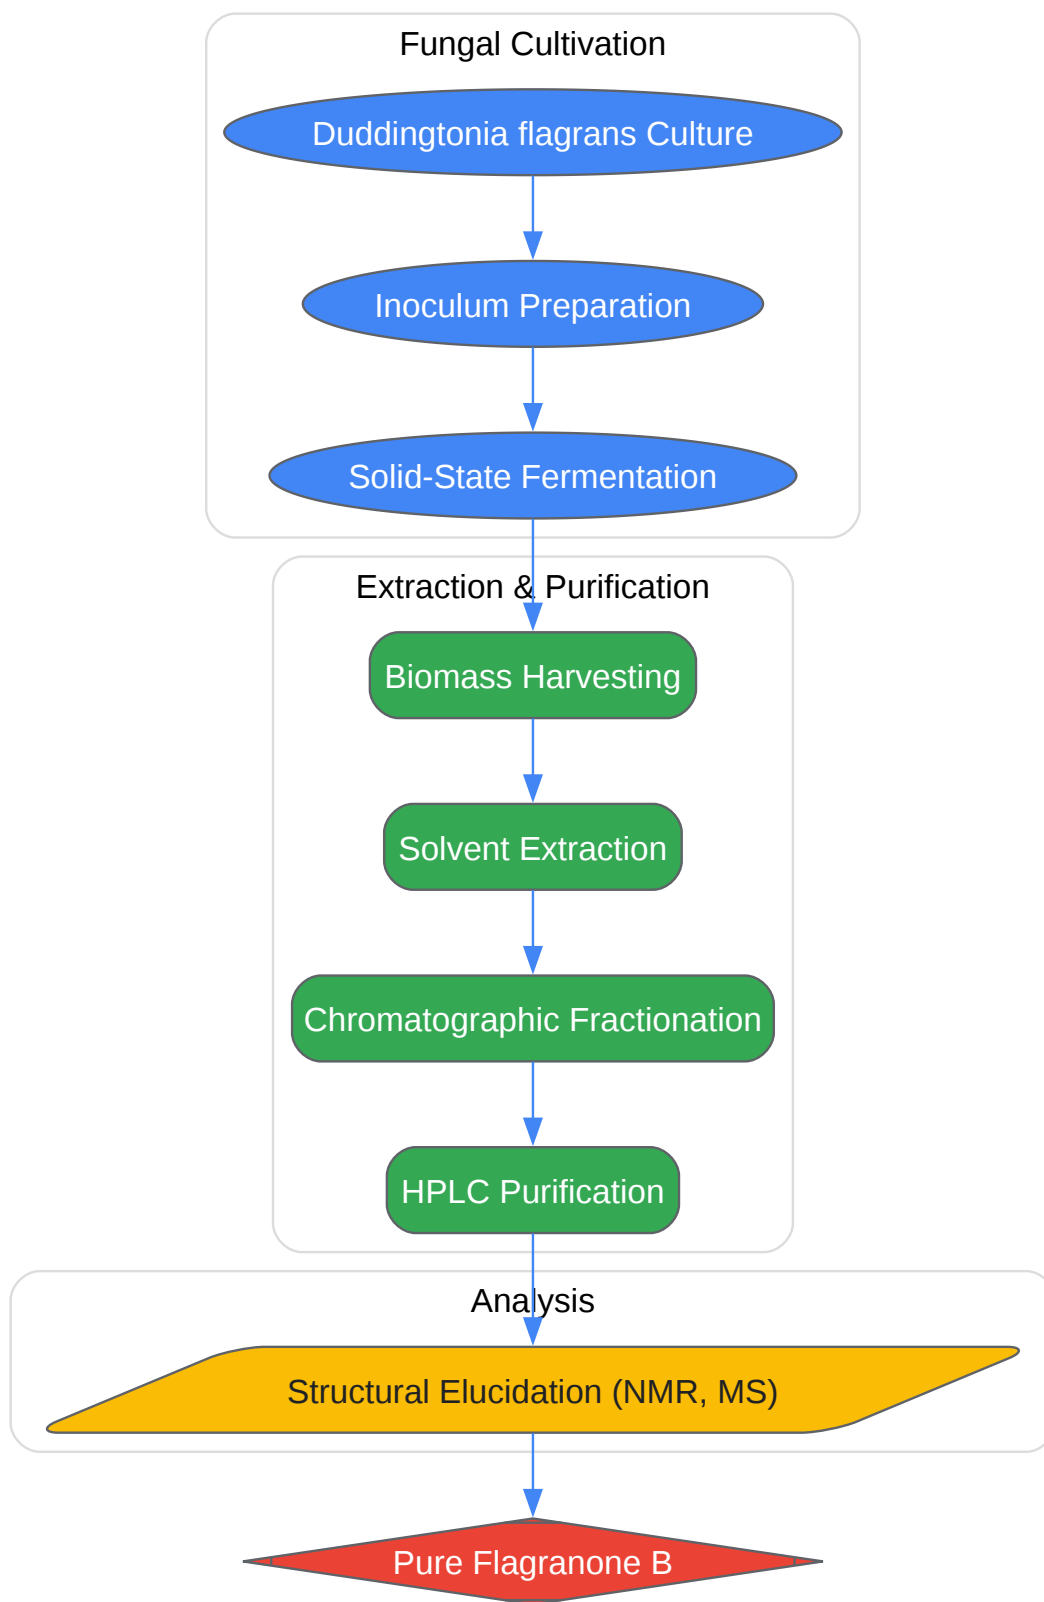 Fungal Cultivation
Duddingtonia flagrans Culture
Inoculum Preparation
Solid-State Fermentation
Extraction & Purification
Biomass Harvesting
Solvent Extraction
Chromatographic Fractionation
HPLC Purification
Analysis
Structural Elucidation (NMR, MS)
Pure Flagranone B